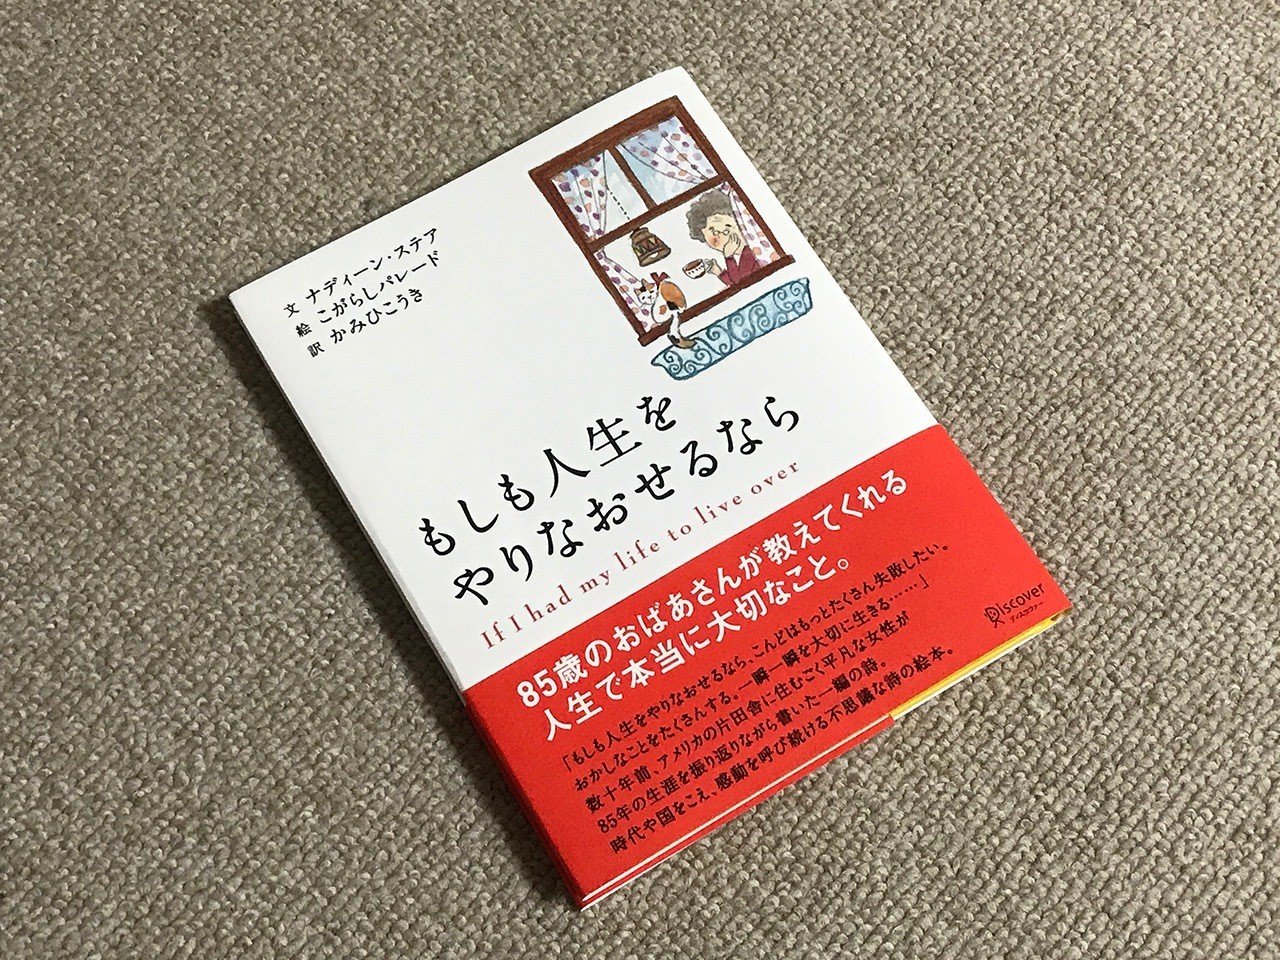 文 ナディーン・ステア
絵 こがらしパレード
訳 かみひこうき
もしも人生を
やりなおせるなら
If I had my life to live over
85歳のおばあさんが教えてくれる
人生で本当に大切なこと。
「もしも人生をやりなおせるなら、こんどはもっとたくさん失敗したい。
おかしなことをたくさんする。一瞬一瞬を大切に生きる……」
数十年前、アメリカの片田舎に住むごく平凡な女性が
85年の生涯を振り返りながら書いた一編の詩。
時代や国をこえ、感動を呼び続ける不思議な詩の絵本。
Discover
ディスカヴァー